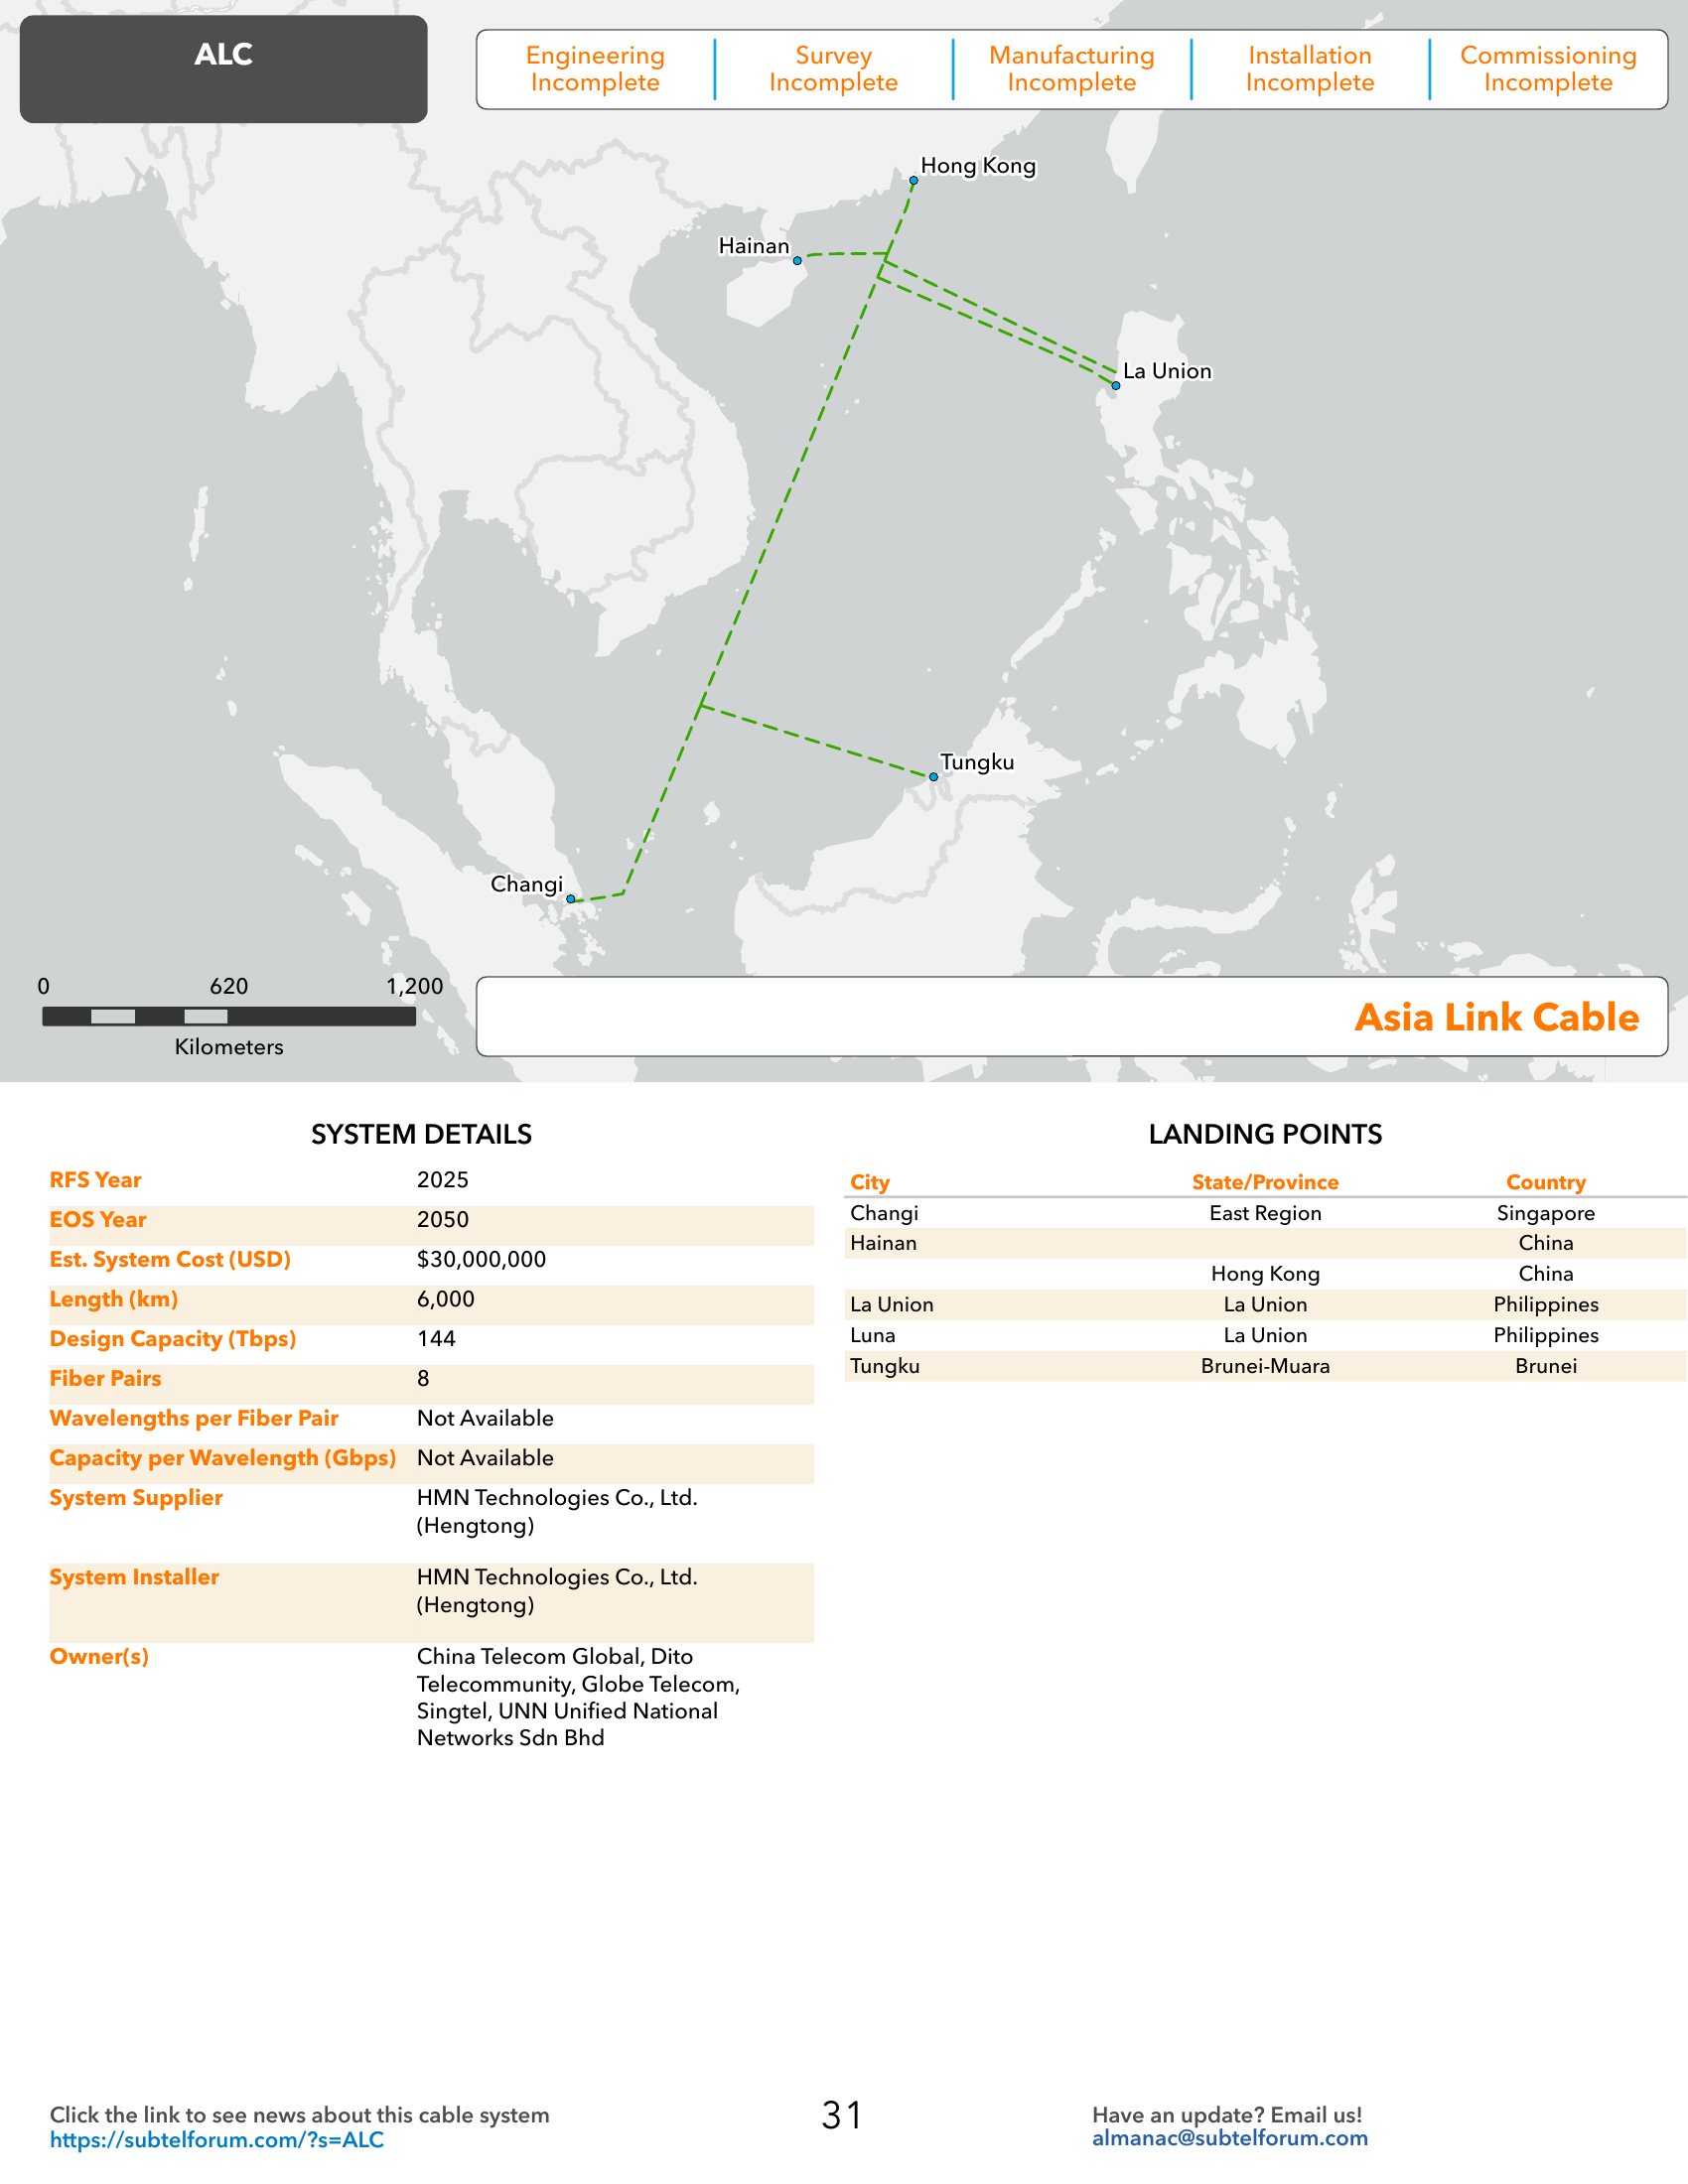 ALC
Engineering Incomplete
Survey Incomplete
Manufacturing Incomplete
Installation Incomplete
Commissioning Incomplete
Hong Kong
Hainan
La Union
Tungku
Changi
0 620 1,200
Kilometers
Asia Link Cable
SYSTEM DETAILS
RFS Year 2025
EOS Year 2050
Est. System Cost (USD) $30,000,000
Length (km) 6,000
Design Capacity (Tbps) 144
Fiber Pairs 8
Wavelengths per Fiber Pair Not Available
Capacity per Wavelength (Gbps) Not Available
System Supplier HMN Technologies Co., Ltd.
(Hengtong)
System Installer HMN Technologies Co., Ltd.
(Hengtong)
Owner(s) China Telecom Global, Dito
Telecommunity, Globe Telecom,
Singtel, UNN Unified National
Networks Sdn Bhd
LANDING POINTS
City State/Province Country
Changi East Region Singapore
Hainan China
Hong Kong China
La Union La Union Philippines
Luna La Union Philippines
Tungku Brunei-Muara Brunei
Click the link to see news about this cable system
https://subtelforum.com/?s=ALC
31
Have an update? Email us!
almanac@subtelforum.com